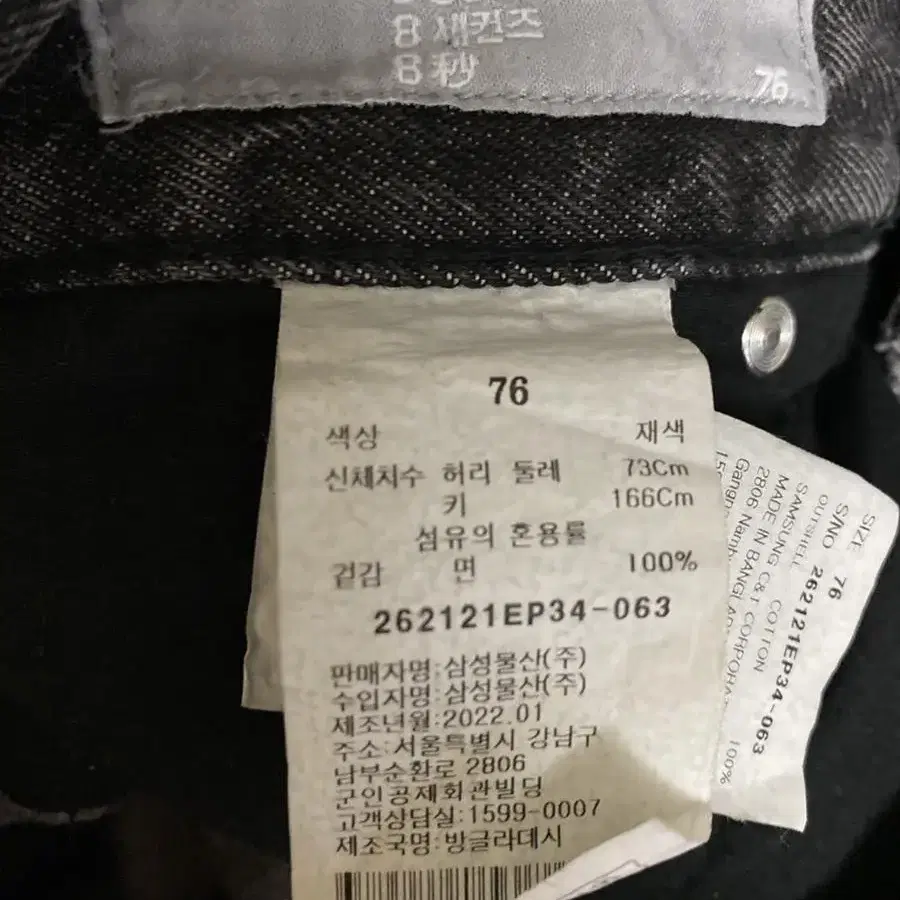 8 세컨즈
8秒
76
76
색상 재색
신체치수 허리 둘레 73Cm
키 166Cm
섬유의 혼용률
겉감 면 100%
262121EP34-063
판매자명:삼성물산(주)
수입자명:삼성물산(주)
제조년월:2022.01
주소:서울특별시 강남구
남부순환로 2806
군인공제회관빌딩
고객상담실:1599-0007
제조국명:방글라데시
SIZE 76
S/NO 262121EP34-063
OUTSHELL COTTON 100%
SAMSUNG C&T
MADE IN
2806